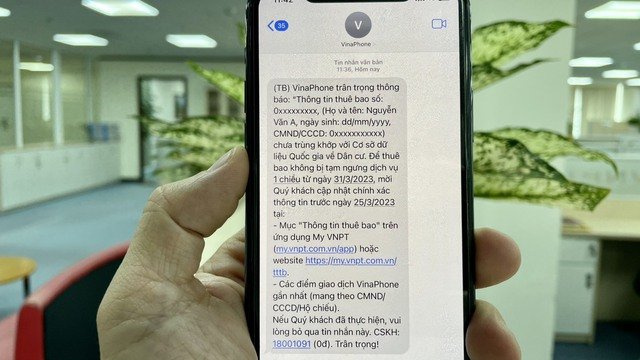 11:42
35
V
VinaPhone
Tin nhắn văn bản
11:36, Hôm nay
(TB) VinaPhone trân trọng thông
báo: "Thông tin thuê bao số:
0xxxxxxxxx, (Họ và tên: Nguyễn
Văn A, ngày sinh: dd/mm/yyyy,
CMND/CCCD: 0xxxxxxxxxxx)
chưa trùng khớp với Cơ sở dữ
liệu Quốc gia về Dân cư. Để thuê
bao không bị tạm ngưng dịch vụ
1 chiều từ ngày 31/3/2023, mời
Quý khách cập nhật chính xác
thông tin trước ngày 25/3/2023
tại:
- Mục "Thông tin thuê bao" trên
ứng dụng My VNPT
(my.vnpt.com.vn/app) hoặc
website https://my.vnpt.com.vn/
tttb.
- Các điểm giao dịch VinaPhone
gần nhất (mang theo CMND/
CCCD/Hộ chiếu).
Nếu Quý khách đã thực hiện, vui
lòng bỏ qua tin nhắn này. CSKH:
18001091 (0đ). Trân trọng!